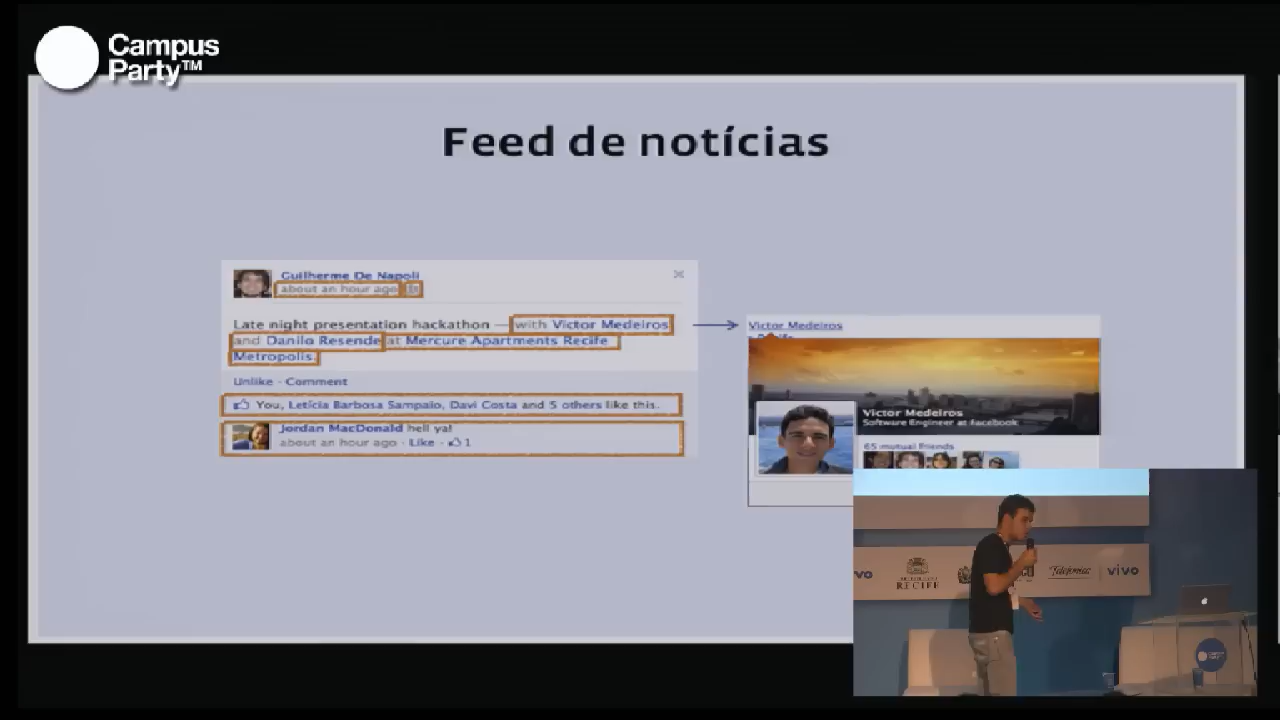 Campus
Party™
Feed de notícias
Guilherme De Napoli
about an hour ago
Late night presentation hackathon — with Victor Medeiros
and Danilo Resende at Mercure Apartments Recife
Metropolis.
Unlike · Comment
You, Letícia Barbosa Sampaio, Davi Costa and 5 others like this.
Jordan MacDonald hell ya!
about an hour ago · Like · 1
Victor Medeiros
Victor Medeiros
Software Engineer at Facebook
65 mutual friends
vo
RECIFE
Telefonica
vivo